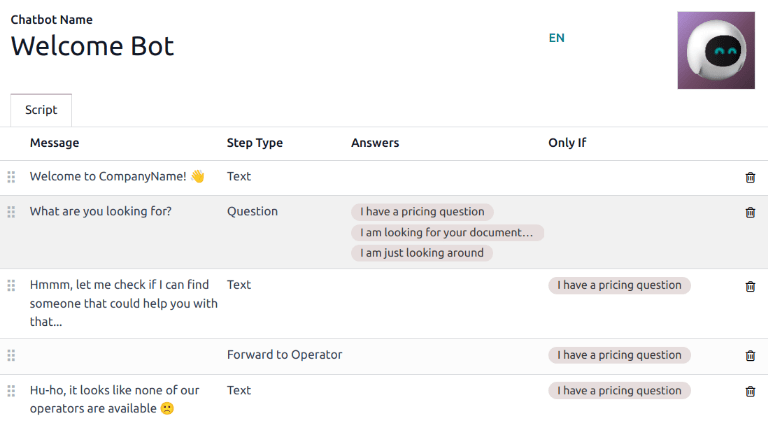 Chatbot Name
Welcome Bot
EN
Script
Message Step Type Answers Only If
Welcome to CompanyName! 👋 Text
What are you looking for? Question I have a pricing question
I am looking for your document...
I am just looking around
Hmmm, let me check if I can find Text I have a pricing question
someone that could help you with
that...
Forward to Operator I have a pricing question
Hu-ho, it looks like none of our Text I have a pricing question
operators are available 🙁